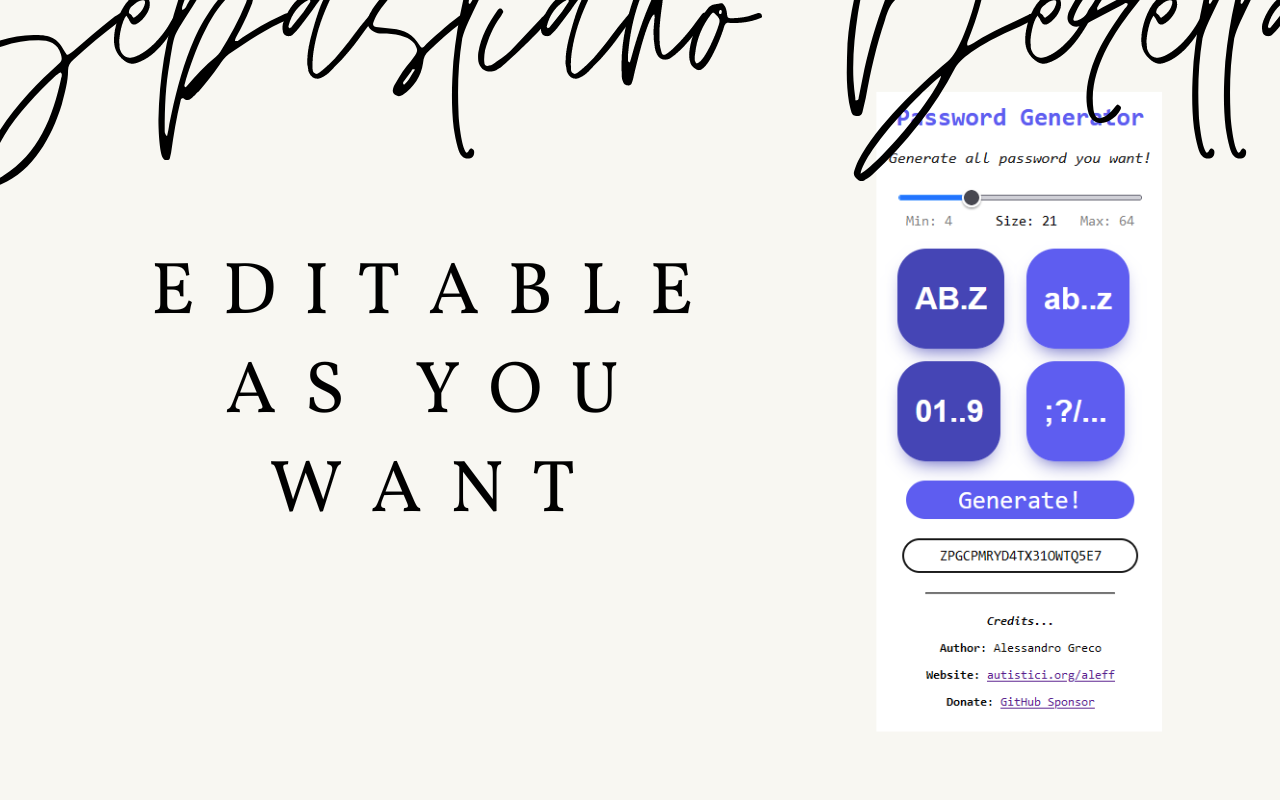 Sebastiano
EDITABLE
AS YOU
WANT
Password Generator
Generate all password you want!
Min: 4 Size: 21 Max: 64
AB.Z ab..z
01..9 ;?/...
Generate!
ZPGCPMRYD4TX31OWTQ5E7
Credits...
Author: Alessandro Greco
Website: autistici.org/aleff
Donate: GitHub Sponsor